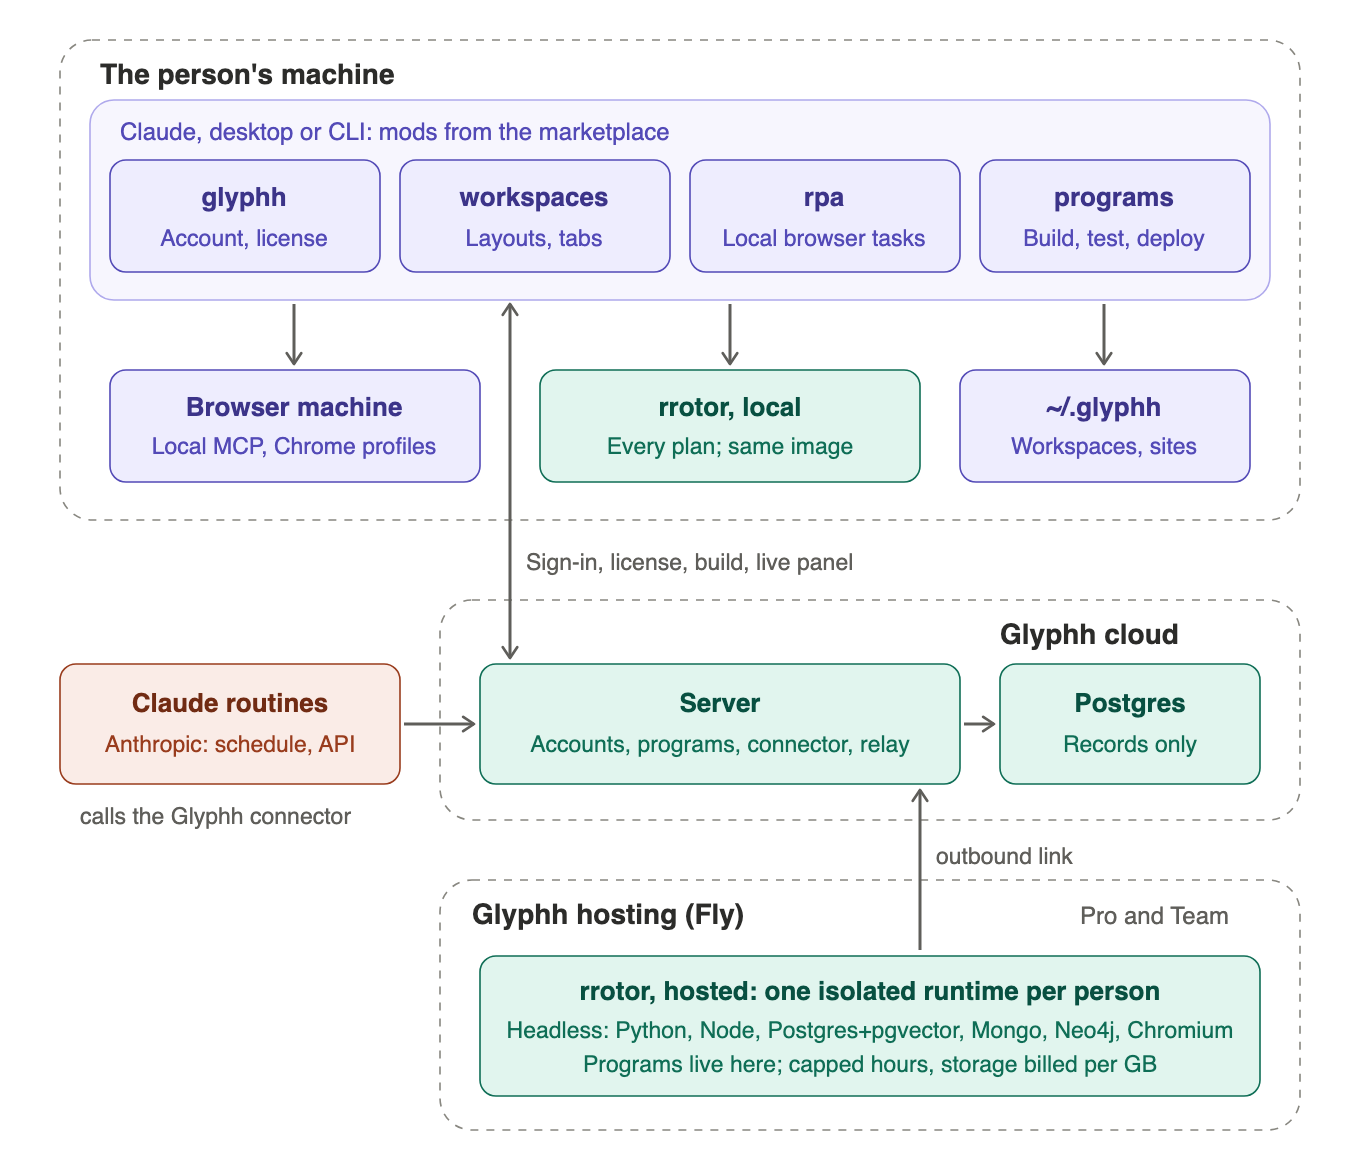 The person's machine
Claude, desktop or CLI: mods from the marketplace
glyphh
Account, license
workspaces
Layouts, tabs
rpa
Local browser tasks
programs
Build, test, deploy
Browser machine
Local MCP, Chrome profiles
rrotor, local
Every plan; same image
~/.glyphh
Workspaces, sites
Sign-in, license, build, live panel
Glyphh cloud
Claude routines
Anthropic: schedule, API
Server
Accounts, programs, connector, relay
Postgres
Records only
calls the Glyphh connector
outbound link
Glyphh hosting (Fly)
Pro and Team
rrotor, hosted: one isolated runtime per person
Headless: Python, Node, Postgres+pgvector, Mongo, Neo4j, Chromium
Programs live here; capped hours, storage billed per GB